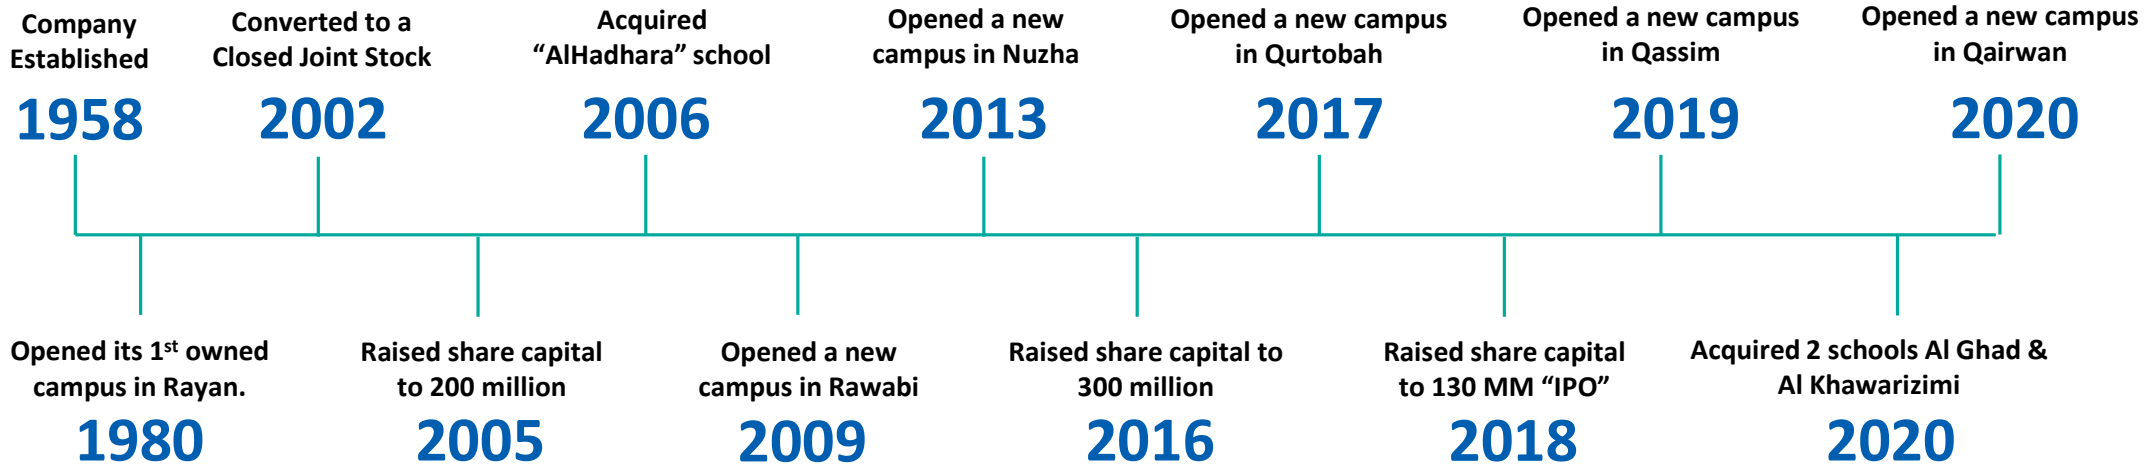 Company
Established
1958
Converted to a
Closed Joint Stock
2002
Acquired
“AlHadhara” school
2006
Opened a new
campus in Nuzha
2013
Opened a new campus
in Qurtobah
2017
Opened a new campus
in Qassim
2019
Opened a new campus
in Qairwan
2020
Opened its 1st owned
campus in Rayan.
1980
Raised share capital
to 200 million
2005
Opened a new
campus in Rawabi
2009
Raised share capital to
300 million
2016
Raised share capital
to 130 MM “IPO”
2018
Acquired 2 schools Al Ghad &
Al Khawarizimi
2020